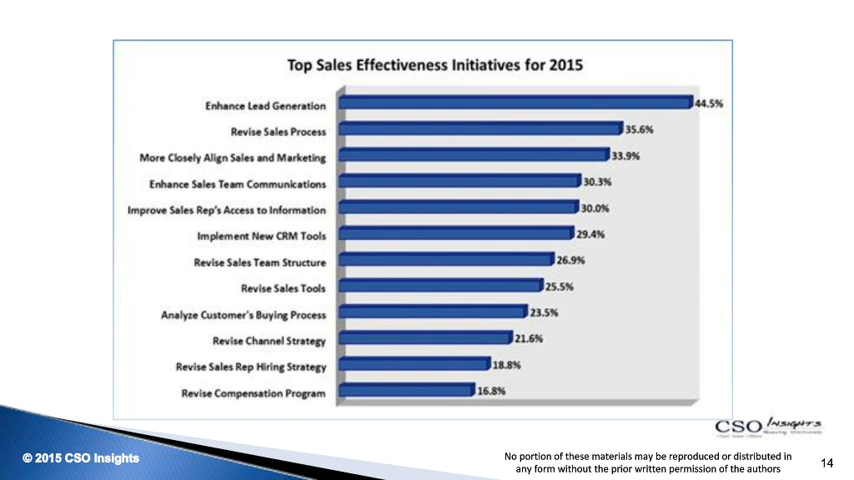 Top Sales Effectiveness Initiatives for 2015
Enhance Lead Generation 44.5%
Revise Sales Process 35.6%
More Closely Align Sales and Marketing 33.9%
Enhance Sales Team Communications 30.3%
Improve Sales Rep's Access to Information 30.0%
Implement New CRM Tools 29.4%
Revise Sales Team Structure 26.9%
Revise Sales Tools 25.5%
Analyze Customer's Buying Process 23.5%
Revise Channel Strategy 21.6%
Revise Sales Rep Hiring Strategy 18.8%
Revise Compensation Program 16.8%
CSO INSIGHTS
© 2015 CSO Insights
No portion of these materials may be reproduced or distributed in
any form without the prior written permission of the authors
14